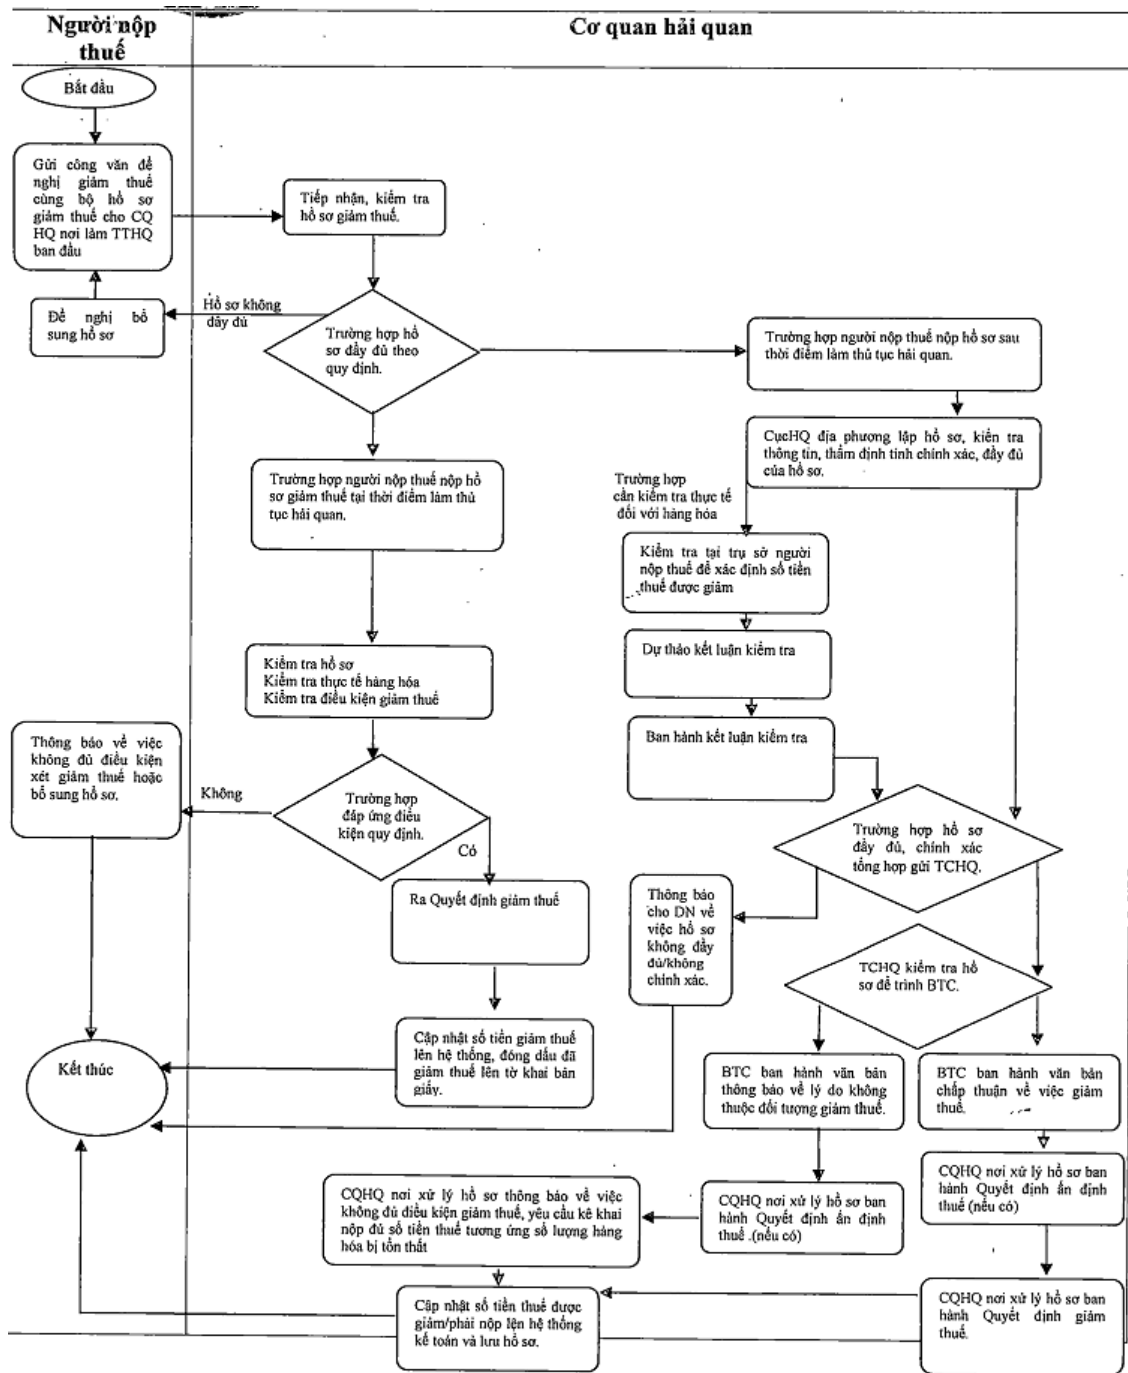 Người nộp
thuế
Cơ quan hải quan
Bắt đầu
Gửi công văn đề
nghị giảm thuế
cùng bộ hồ sơ
giảm thuế cho CQ
HQ nơi làm TTHQ
ban đầu
Tiếp nhận, kiểm tra
hồ sơ giảm thuế.
Hồ sơ không
đầy đủ
Đề nghị bổ
sung hồ sơ
Trường hợp hồ
sơ đầy đủ theo
quy định.
Trường hợp người nộp thuế nộp hồ sơ sau
thời điểm làm thủ tục hải quan.
CụcHQ địa phương lập hồ sơ, kiển tra
thông tin, thẩm định tính chính xác, đầy đủ
của hồ sơ.
Trường hợp người nộp thuế nộp hồ
sơ giảm thuế tại thời điểm làm thủ
tục hải quan.
Trường hợp
cần kiểm tra thực tế
đối với hàng hóa
Kiểm tra tại trụ sở người
nộp thuế để xác định số tiền
thuế được giảm
Dự thảo kết luận kiểm tra
Kiểm tra hồ sơ
Kiểm tra thực tế hàng hóa
Kiểm tra điều kiện giảm thuế
Ban hành kết luận kiểm tra
Thông báo về việc
không đủ điều kiện
xét giảm thuế hoặc
bổ sung hồ sơ.
Không
Trường hợp
đáp ứng điều
kiện quy định.
Có
Trường hợp hồ sơ
đầy đủ, chính xác
tổng hợp gửi TCHQ.
Ra Quyết định giảm thuế
Thông báo
cho DN về
việc hồ sơ
không đầy
đủ/không
chính xác.
TCHQ kiểm tra hồ
sơ để trình BTC.
Cập nhật số tiền giảm thuế
lên hệ thống, đóng dấu đã
giảm thuế lên tờ khai bản
giấy.
Kết thúc
BTC ban hành văn bản
thông báo về lý do không
thuộc đối tượng giảm thuế.
BTC ban hành văn bản
chấp thuận về việc giảm
thuế.
CQHQ nơi xử lý hồ sơ thông báo về việc
không đủ điều kiện giảm thuế, yêu cầu kê khai
nộp đủ số tiền thuế tương ứng số lượng hàng
hóa bị tổn thất
CQHQ nơi xử lý hồ sơ ban
hành Quyết định ấn định
thuế .(nếu có)
CQHQ nơi xử lý hồ sơ ban
hành Quyết định ấn định
thuế (nếu có)
Cập nhật số tiền thuế được
giảm/phải nộp lên hệ thống
kế toán và lưu hồ sơ.
CQHQ nơi xử lý hồ sơ ban
hành Quyết định giảm
thuế.